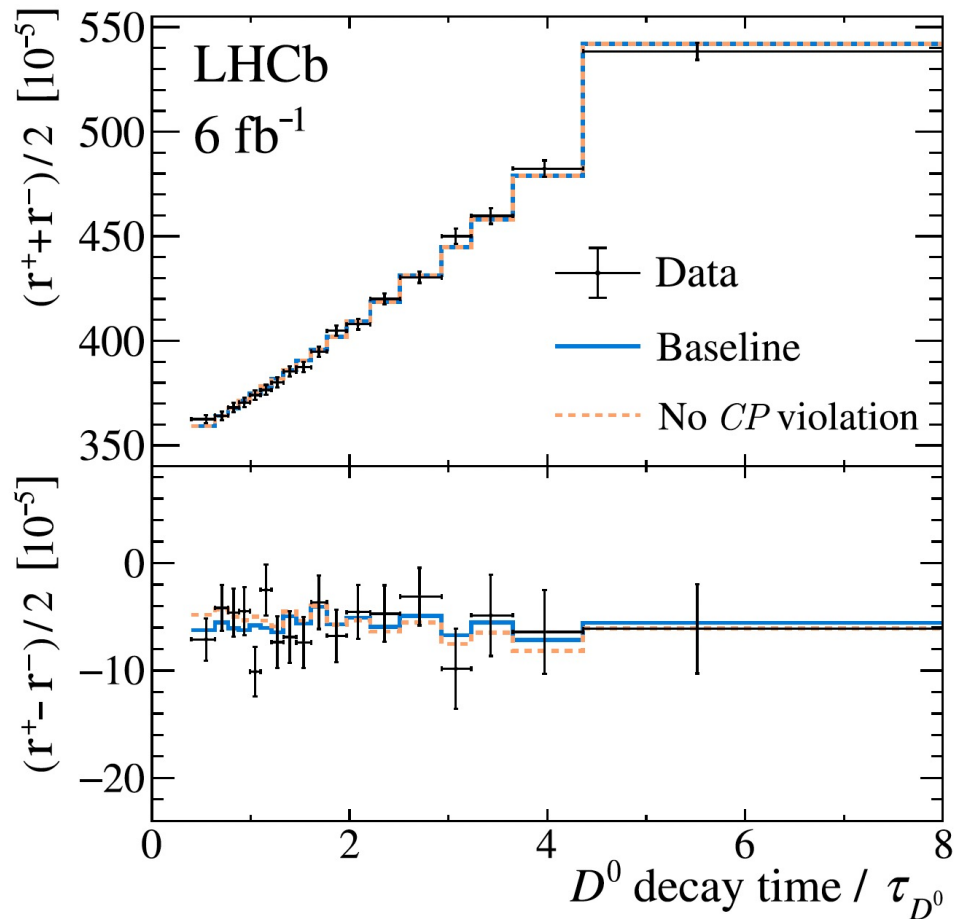 (r⁺+r⁻)/2 [10⁻⁵]
550
500
450
400
350
LHCb
6 fb⁻¹
Data
Baseline
No CP violation
(r⁺−r⁻)/2 [10⁻⁵]
0
−10
−20
0 2 4 6 8
D⁰ decay time / τ_D⁰